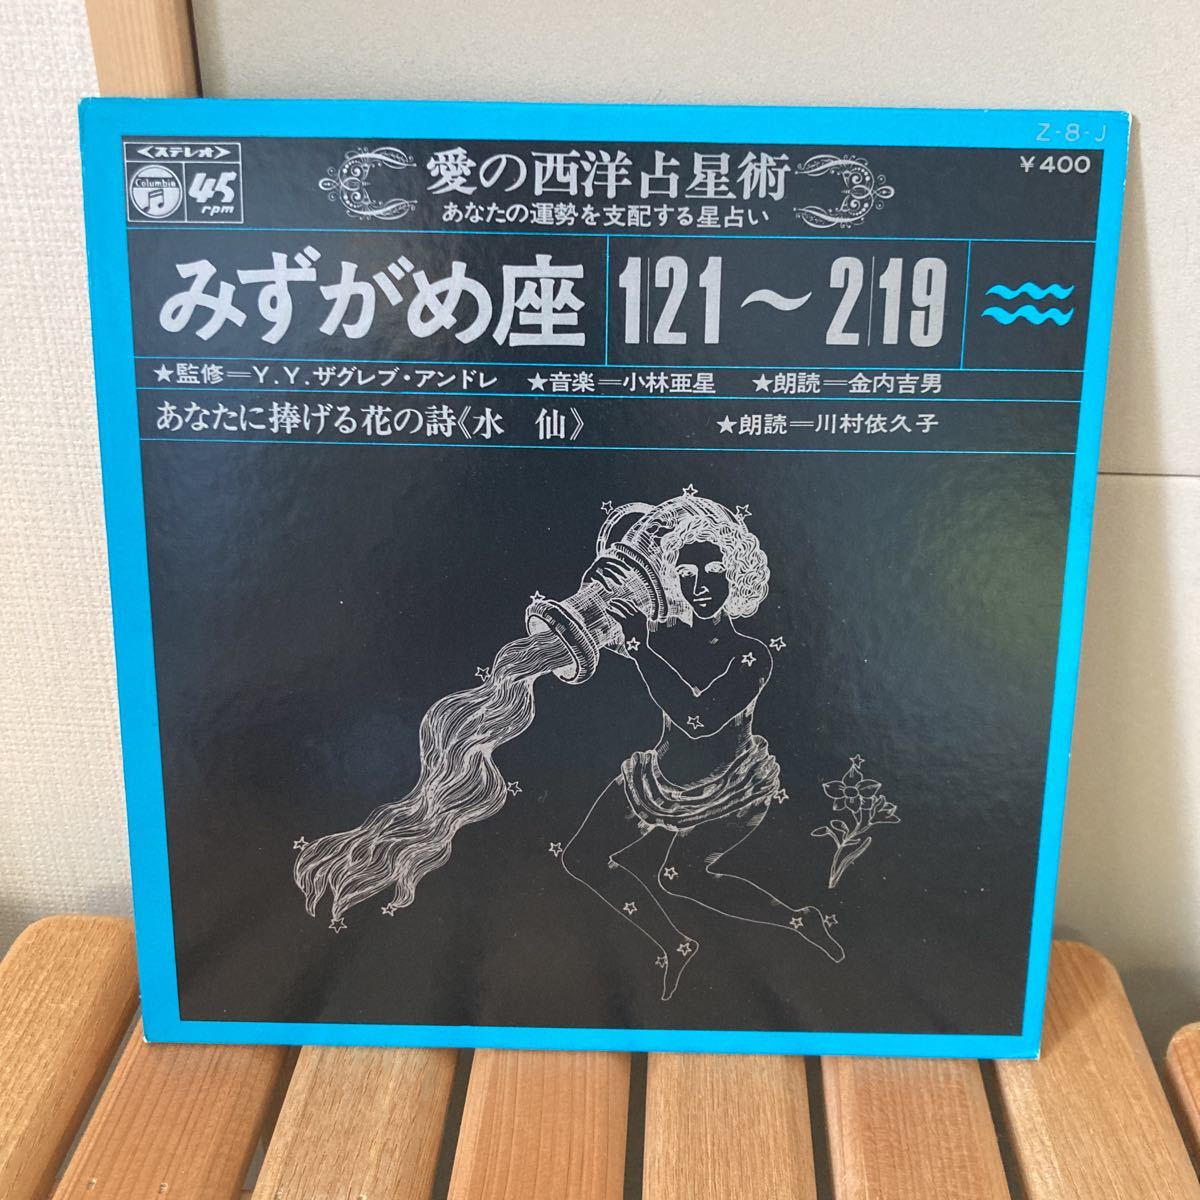 Z-8-J
＜ステレオ＞
Columbia
45
rpm
愛の西洋占星術
¥400
あなたの運勢を支配する星占い
みずがめ座 1|21〜2|19
★監修＝Y.Y.ザグレブ・アンドレ ★音楽＝小林亜星 ★朗読＝金内吉男
あなたに捧げる花の詩《水 仙》 ★朗読＝川村依久子